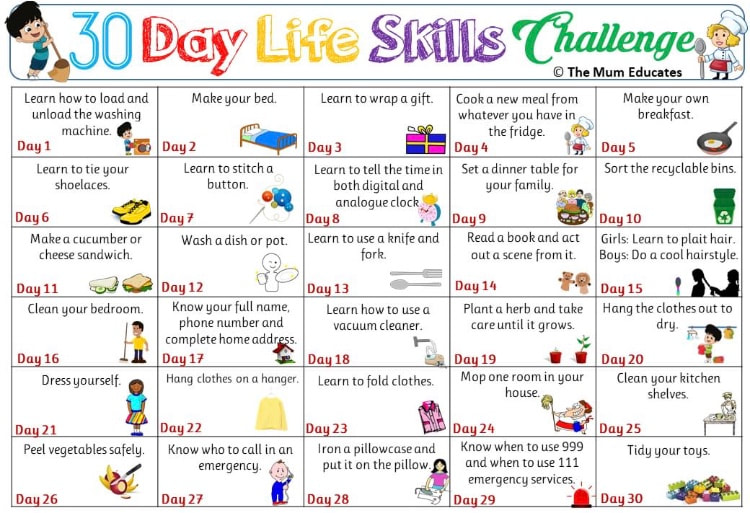 30 Day Life Skills Challenge
© The Mum Educates
Learn how to load and
unload the washing
machine.
Day 1
Make your bed.
Day 2
Learn to wrap a gift.
Day 3
Cook a new meal from
whatever you have in
the fridge.
Day 4
Make your own
breakfast.
Day 5
Learn to tie your
shoelaces.
Day 6
Learn to stitch a
button.
Day 7
Learn to tell the time in
both digital and
analogue clock
Day 8
Set a dinner table for
your family.
Day 9
Sort the recyclable bins.
Day 10
Make a cucumber or
cheese sandwich.
Day 11
Wash a dish or pot.
Day 12
Learn to use a knife and
fork.
Day 13
Read a book and act
out a scene from it.
Day 14
Girls: Learn to plait hair.
Boys: Do a cool hairstyle.
Day 15
Clean your bedroom.
Day 16
Know your full name,
phone number and
complete home address.
Day 17
Learn how to use a
vacuum cleaner.
Day 18
Plant a herb and take
care until it grows.
Day 19
Hang the clothes out to
dry.
Day 20
Dress yourself.
Day 21
Hang clothes on a hanger.
Day 22
Learn to fold clothes.
Day 23
Mop one room in your
house.
Day 24
Clean your kitchen
shelves.
Day 25
Peel vegetables safely.
Day 26
Know who to call in an
emergency.
Day 27
Iron a pillowcase and
put it on the pillow.
Day 28
Know when to use 999
and when to use 111
emergency services.
Day 29
Tidy your toys.
Day 30